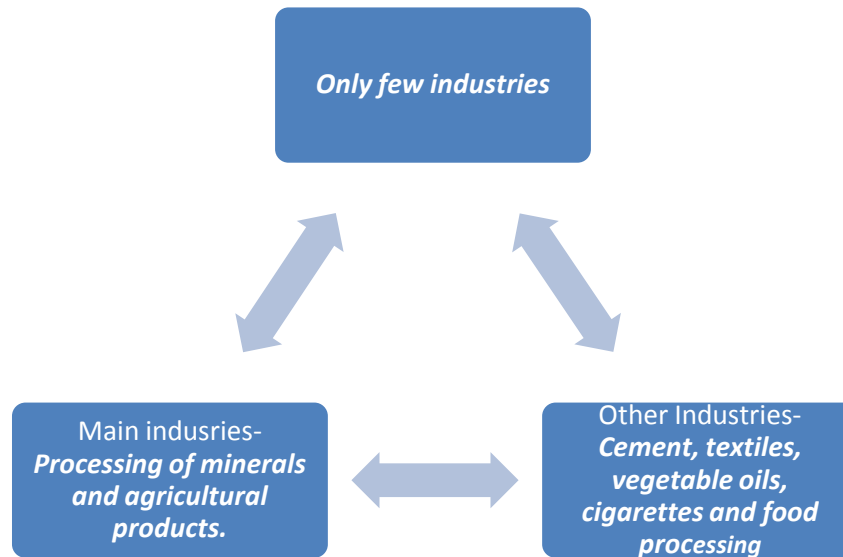 Only few industries
Main indusries-
Processing of minerals
and agricultural
products.
Other Industries-
Cement, textiles,
vegetable oils,
cigarettes and food
processing